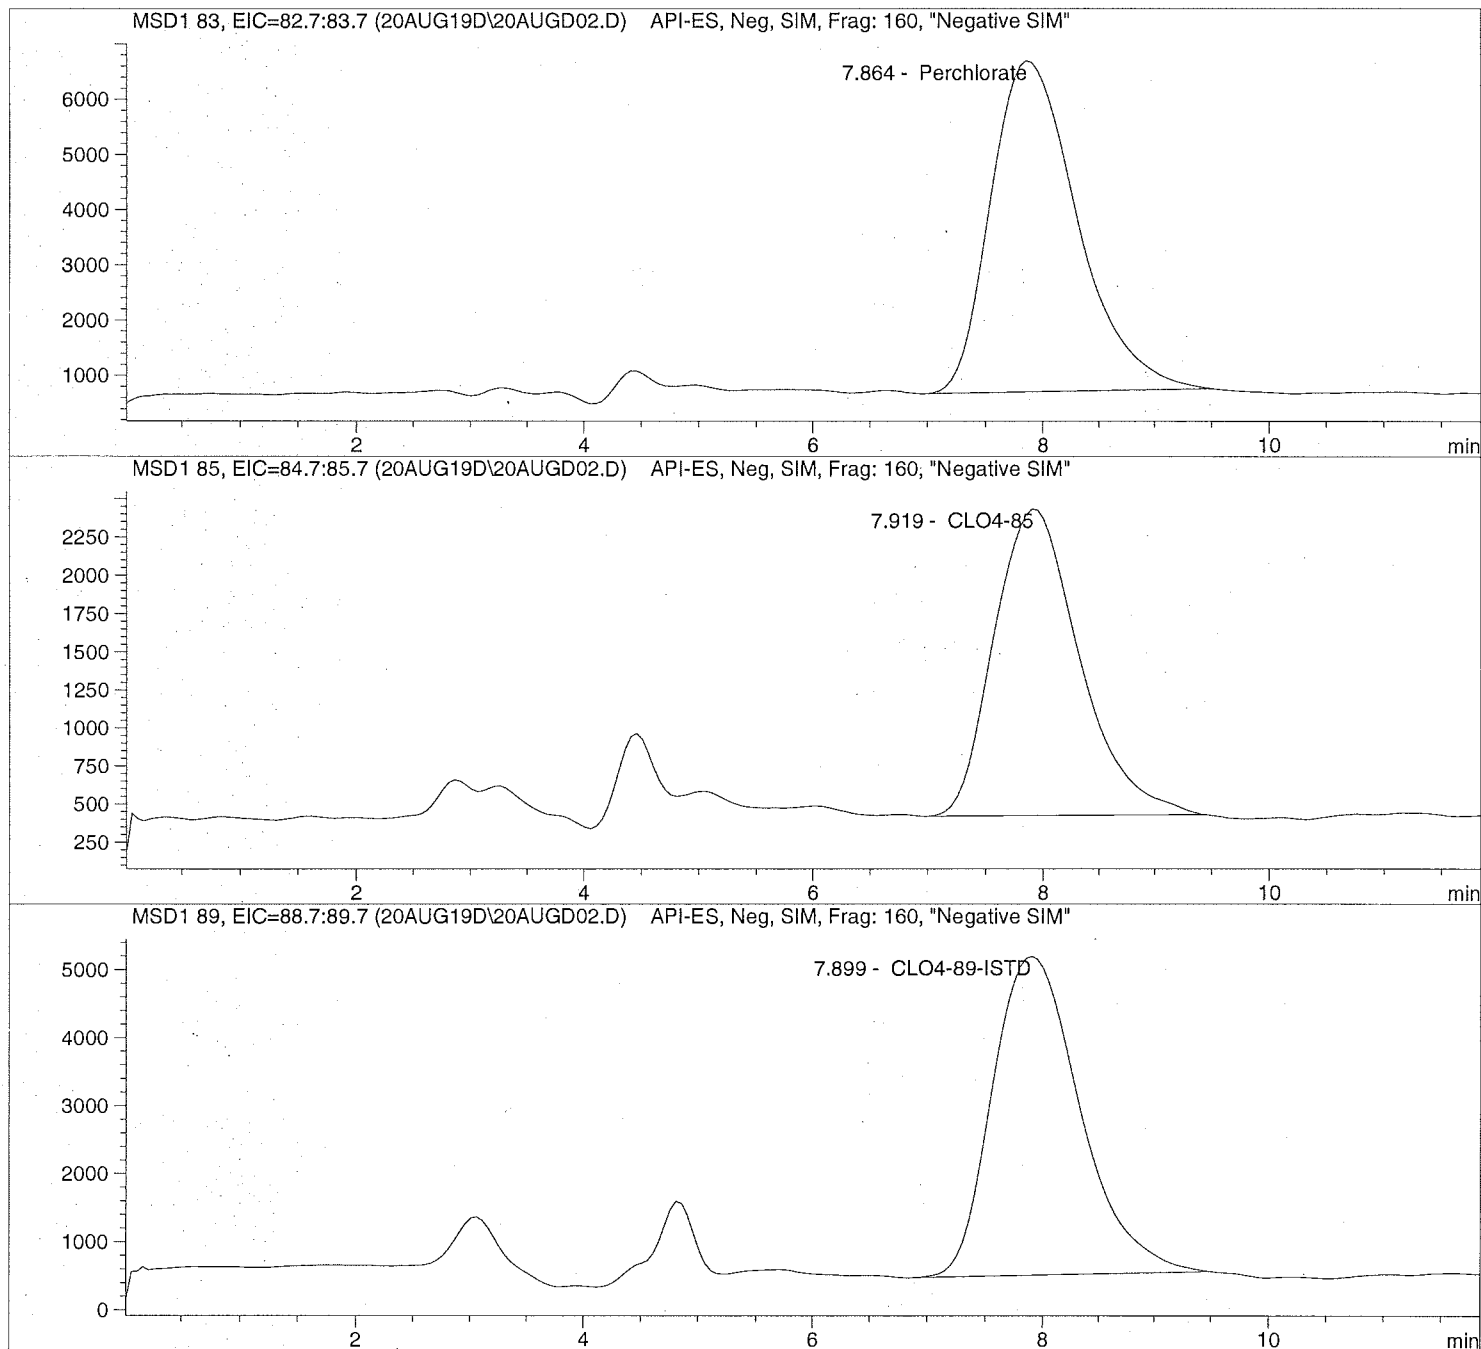 MSD1 83, EIC=82.7:83.7 (20AUG19D\20AUGD02.D) API-ES, Neg, SIM, Frag: 160, "Negative SIM"
7.864 - Perchlorate
6000
5000
4000
3000
2000
1000
2 4 6 8 10 min
MSD1 85, EIC=84.7:85.7 (20AUG19D\20AUGD02.D) API-ES, Neg, SIM, Frag: 160, "Negative SIM"
7.919 - CLO4-85
2250
2000
1750
1500
1250
1000
750
500
250
2 4 6 8 10 min
MSD1 89, EIC=88.7:89.7 (20AUG19D\20AUGD02.D) API-ES, Neg, SIM, Frag: 160, "Negative SIM"
7.899 - CLO4-89-ISTD
5000
4000
3000
2000
1000
0
2 4 6 8 10 min